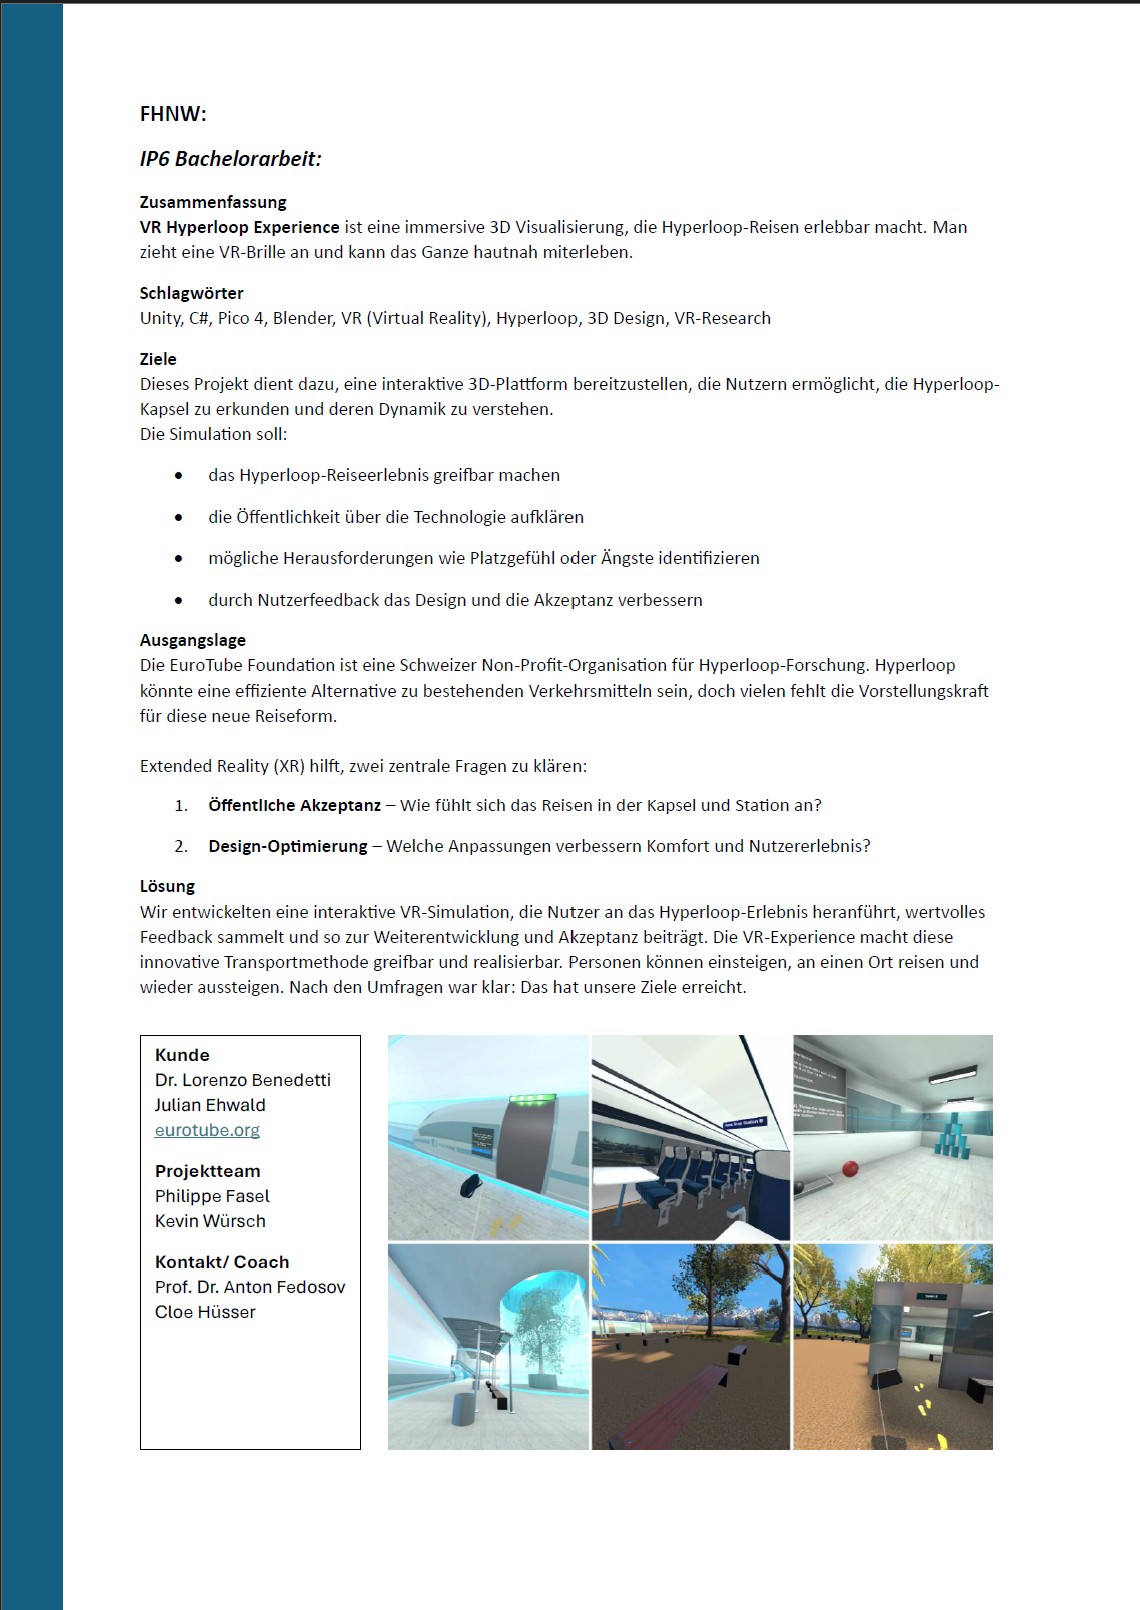 FHNW:
IP6 Bachelorarbeit:
Zusammenfassung
VR Hyperloop Experience ist eine immersive 3D Visualisierung, die Hyperloop-Reisen erlebbar macht. Man
zieht eine VR-Brille an und kann das Ganze hautnah miterleben.
Schlagwörter
Unity, C#, Pico 4, Blender, VR (Virtual Reality), Hyperloop, 3D Design, VR-Research
Ziele
Dieses Projekt dient dazu, eine interaktive 3D-Plattform bereitzustellen, die Nutzern ermöglicht, die Hyperloop-
Kapsel zu erkunden und deren Dynamik zu verstehen.
Die Simulation soll:
• das Hyperloop-Reiseerlebnis greifbar machen
• die Öffentlichkeit über die Technologie aufklären
• mögliche Herausforderungen wie Platzgefühl oder Ängste identifizieren
• durch Nutzerfeedback das Design und die Akzeptanz verbessern
Ausgangslage
Die EuroTube Foundation ist eine Schweizer Non-Profit-Organisation für Hyperloop-Forschung. Hyperloop
könnte eine effiziente Alternative zu bestehenden Verkehrsmitteln sein, doch vielen fehlt die Vorstellungskraft
für diese neue Reiseform.
Extended Reality (XR) hilft, zwei zentrale Fragen zu klären:
1. Öffentliche Akzeptanz – Wie fühlt sich das Reisen in der Kapsel und Station an?
2. Design-Optimierung – Welche Anpassungen verbessern Komfort und Nutzererlebnis?
Lösung
Wir entwickelten eine interaktive VR-Simulation, die Nutzer an das Hyperloop-Erlebnis heranführt, wertvolles
Feedback sammelt und so zur Weiterentwicklung und Akzeptanz beiträgt. Die VR-Experience macht diese
innovative Transportmethode greifbar und realisierbar. Personen können einsteigen, an einen Ort reisen und
wieder aussteigen. Nach den Umfragen war klar: Das hat unsere Ziele erreicht.
Kunde
Dr. Lorenzo Benedetti
Julian Ehwald
eurotube.org
Projektteam
Philippe Fasel
Kevin Würsch
Kontakt/ Coach
Prof. Dr. Anton Fedosov
Cloe Hüsser